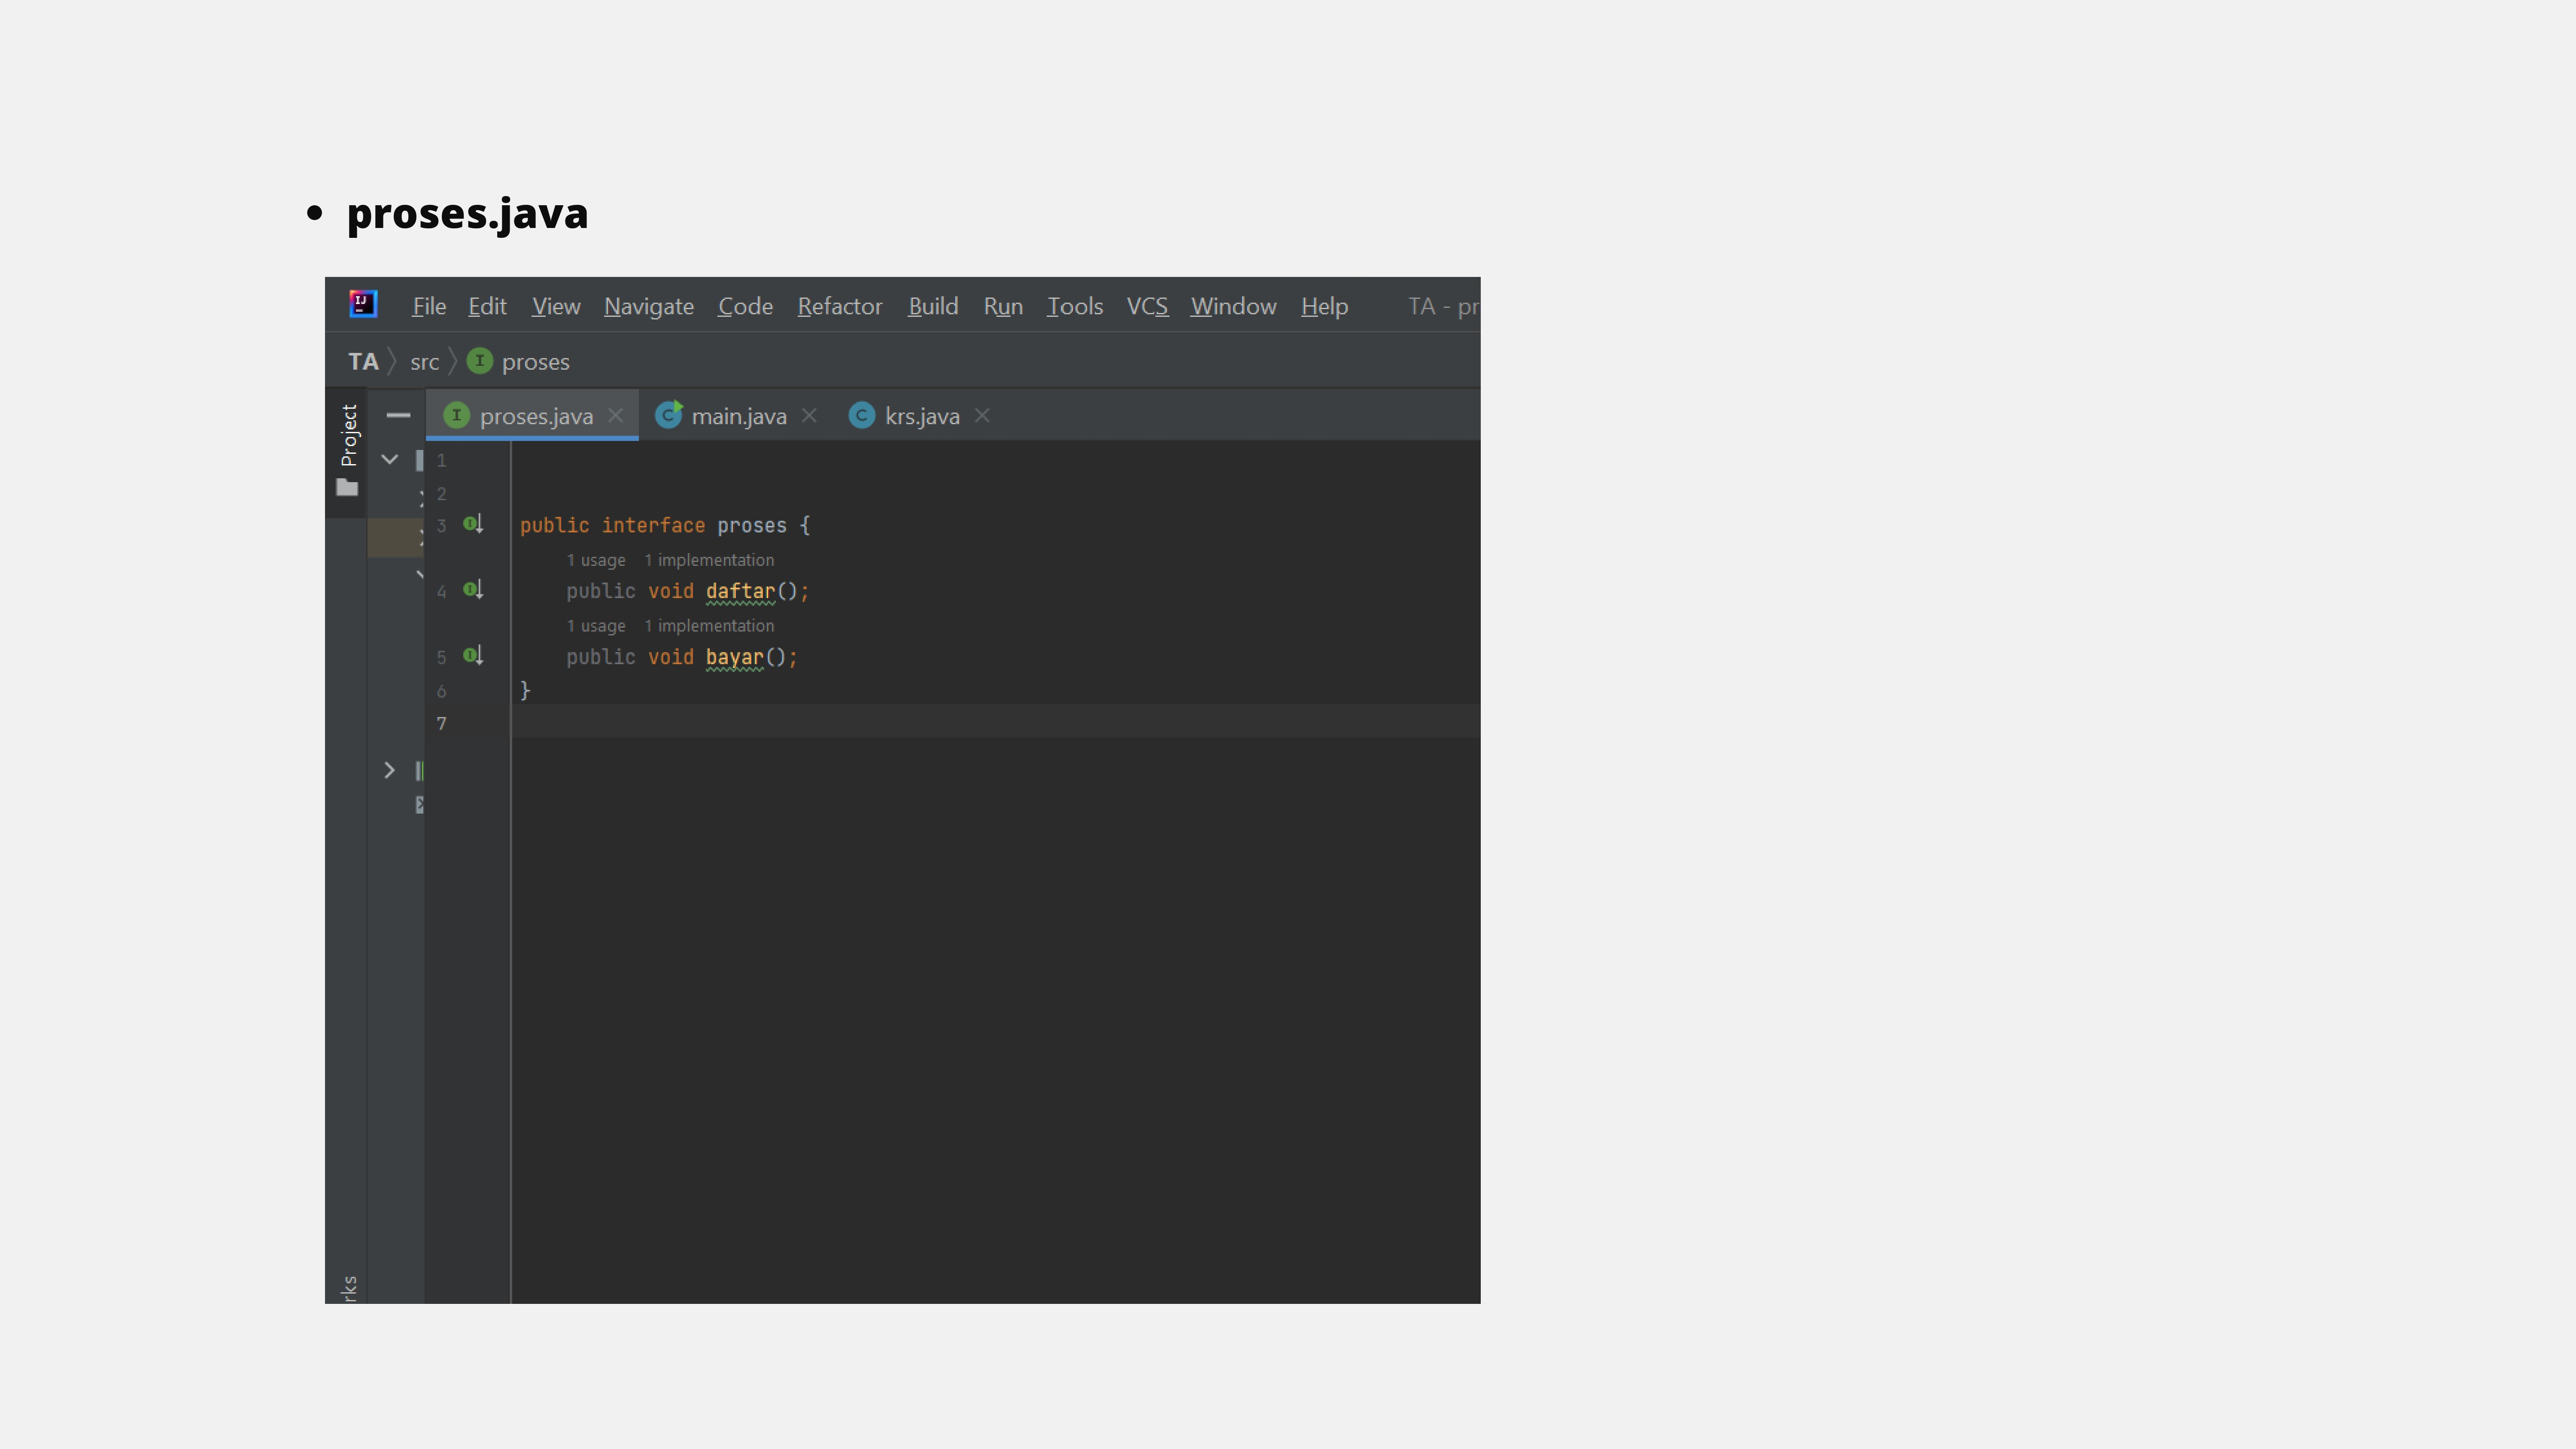 • proses.java
IJ File Edit View Navigate Code Refactor Build Run Tools VCS Window Help TA - pr
TA src I proses
Project
I proses.java C main.java C krs.java
1
2
3 public interface proses {
1 usage 1 implementation
4 public void daftar();
1 usage 1 implementation
5 public void bayar();
6 }
7
rks